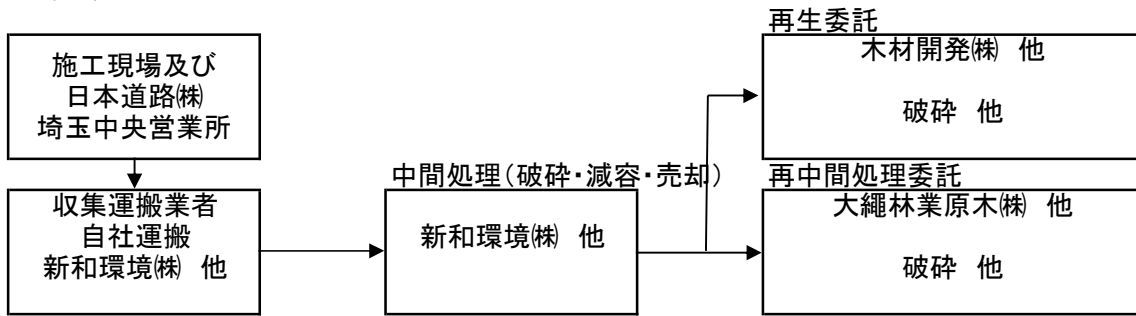 施工現場及び
日本道路㈱
埼玉中央営業所
収集運搬業者
自社運搬
新和環境㈱ 他
中間処理(破砕・減容・売却)
新和環境㈱ 他
再生委託
木材開発㈱ 他
破砕 他
再中間処理委託
大繩林業原木㈱ 他
破砕 他